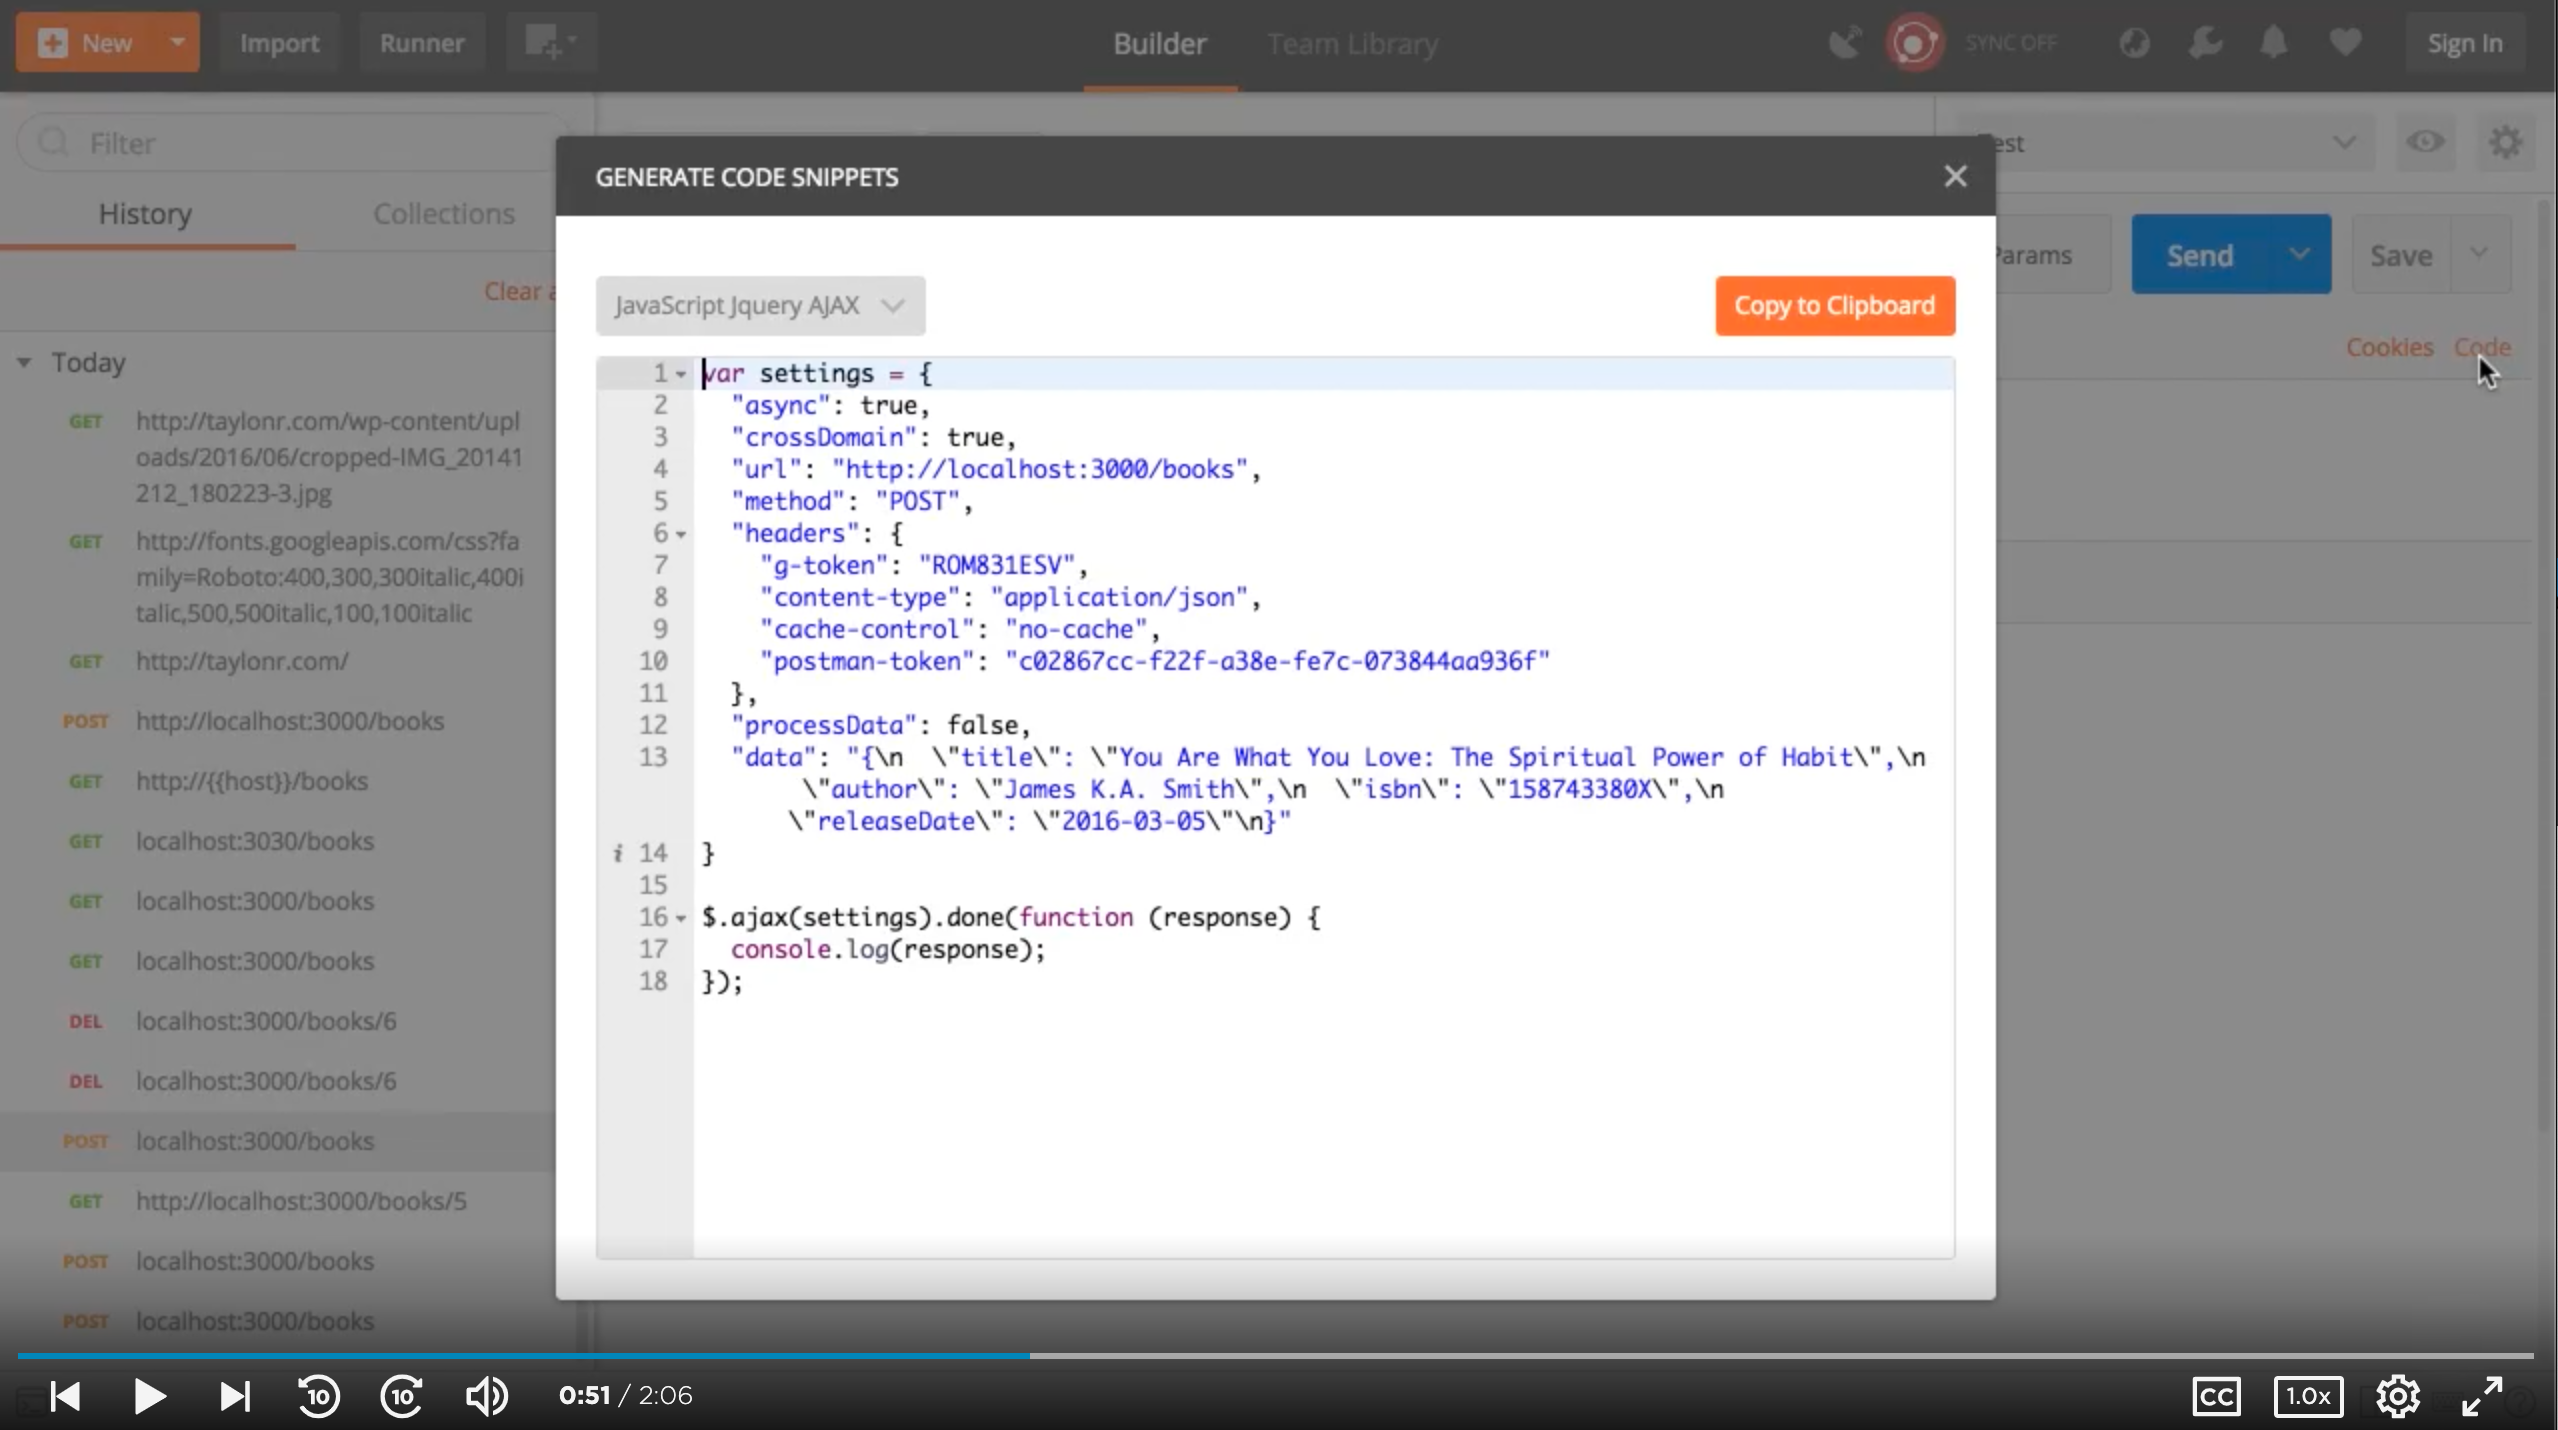 New
Import
Runner
Builder
Team Library
SYNC OFF
Sign In
Filter
History
Collections
Clear
GENERATE CODE SNIPPETS
JavaScript Jquery AJAX
Copy to Clipboard
Params
Send
Save
Cookies
Code
Today
GET http://taylonr.com/wp-content/upl
oads/2016/06/cropped-IMG_20141
212_180223-3.jpg
GET http://fonts.googleapis.com/css?fa
mily=Roboto:400,300,300italic,400i
talic,500,500italic,100,100italic
GET http://taylonr.com/
POST http://localhost:3000/books
GET http://{{host}}/books
GET localhost:3030/books
GET localhost:3000/books
GET localhost:3000/books
DEL localhost:3000/books/6
DEL localhost:3000/books/6
POST localhost:3000/books
GET http://localhost:3000/books/5
POST localhost:3000/books
POST localhost:3000/books
1 var settings = {
2 "async": true,
3 "crossDomain": true,
4 "url": "http://localhost:3000/books",
5 "method": "POST",
6 "headers": {
7 "g-token": "ROM831ESV",
8 "content-type": "application/json",
9 "cache-control": "no-cache",
10 "postman-token": "c02867cc-f22f-a38e-fe7c-073844aa936f"
11 },
12 "processData": false,
13 "data": "{\n  \"title\": \"You Are What You Love: The Spiritual Power of Habit\",\n
\"author\": \"James K.A. Smith\",\n  \"isbn\": \"158743380X\",\n
\"releaseDate\": \"2016-03-05\"\n}"
i 14 }
15
16 $.ajax(settings).done(function (response) {
17 console.log(response);
18 });
10
10
0:51 / 2:06
CC
1.0x